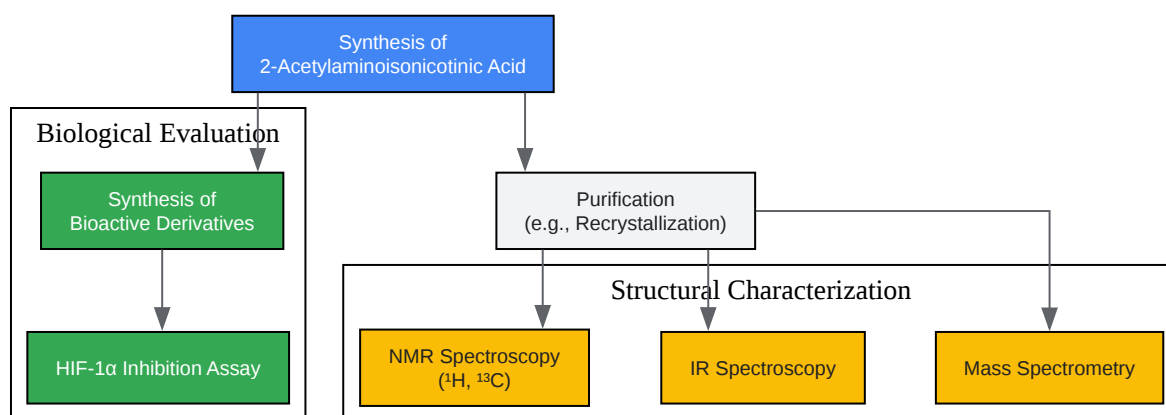 Synthesis of
2-Acetylaminoisonicotinic Acid
Biological Evaluation
Synthesis of
Bioactive Derivatives
Purification
(e.g., Recrystallization)
Structural Characterization
HIF-1α Inhibition Assay
NMR Spectroscopy
(¹H, ¹³C)
IR Spectroscopy
Mass Spectrometry